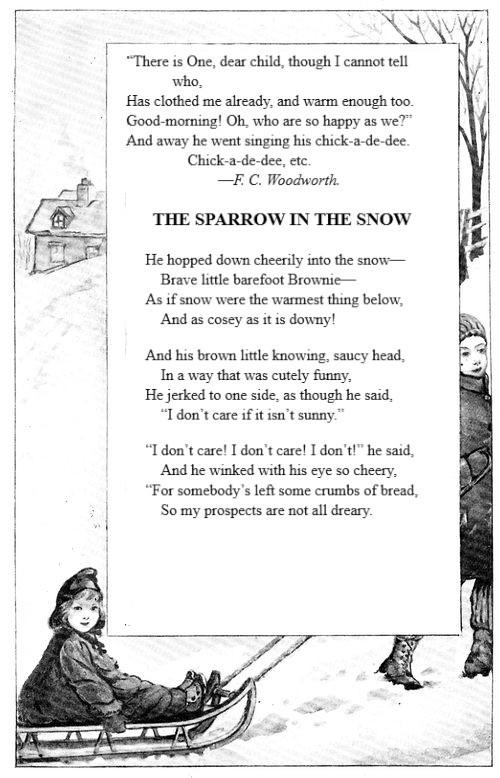 “There is One, dear child, though I cannot tell
who,
Has clothed me already, and warm enough too.
Good-morning! Oh, who are so happy as we?”
And away he went singing his chick-a-de-dee.
Chick-a-de-dee, etc.
—F. C. Woodworth.
THE SPARROW IN THE SNOW
He hopped down cheerily into the snow—
Brave little barefoot Brownie—
As if snow were the warmest thing below,
And as cosey as it is downy!
And his brown little knowing, saucy head,
In a way that was cutely funny,
He jerked to one side, as though he said,
“I don’t care if it isn’t sunny.”
“I don’t care! I don’t care! I don’t!” he said,
And he winked with his eye so cheery,
“For somebody’s left some crumbs of bread,
So my prospects are not all dreary.